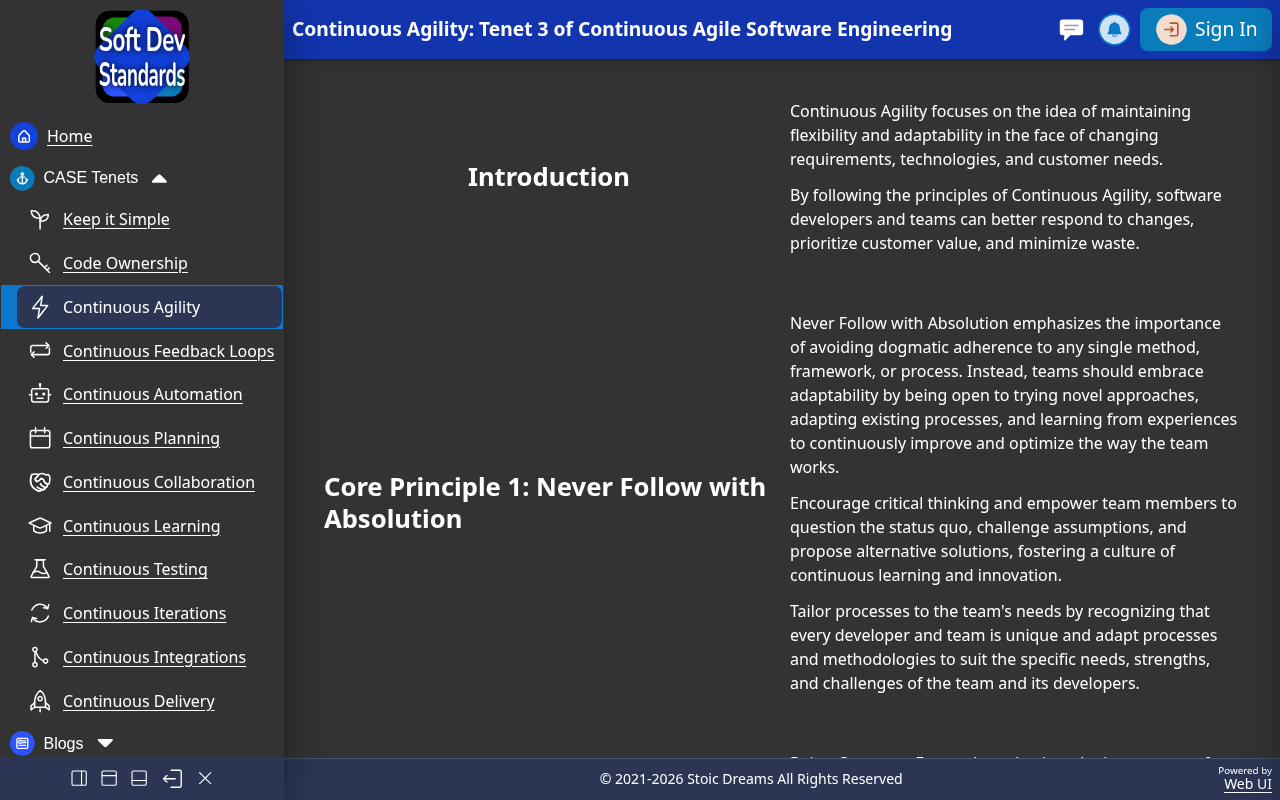 Soft Dev
Standards
Home
CASE Tenets
Keep it Simple
Code Ownership
Continuous Agility
Continuous Feedback Loops
Continuous Automation
Continuous Planning
Continuous Collaboration
Continuous Learning
Continuous Testing
Continuous Iterations
Continuous Integrations
Continuous Delivery
Blogs
Continuous Agility: Tenet 3 of Continuous Agile Software Engineering
Sign In
Introduction
Continuous Agility focuses on the idea of maintaining
flexibility and adaptability in the face of changing
requirements, technologies, and customer needs.
By following the principles of Continuous Agility, software
developers and teams can better respond to changes,
prioritize customer value, and minimize waste.
Core Principle 1: Never Follow with
Absolution
Never Follow with Absolution emphasizes the importance
of avoiding dogmatic adherence to any single method,
framework, or process. Instead, teams should embrace
adaptability by being open to trying novel approaches,
adapting existing processes, and learning from experiences
to continuously improve and optimize the way the team
works.
Encourage critical thinking and empower team members to
question the status quo, challenge assumptions, and
propose alternative solutions, fostering a culture of
continuous learning and innovation.
Tailor processes to the team's needs by recognizing that
every developer and team is unique and adapt processes
and methodologies to suit the specific needs, strengths,
and challenges of the team and its developers.
© 2021-2026 Stoic Dreams All Rights Reserved
Powered by
Web UI